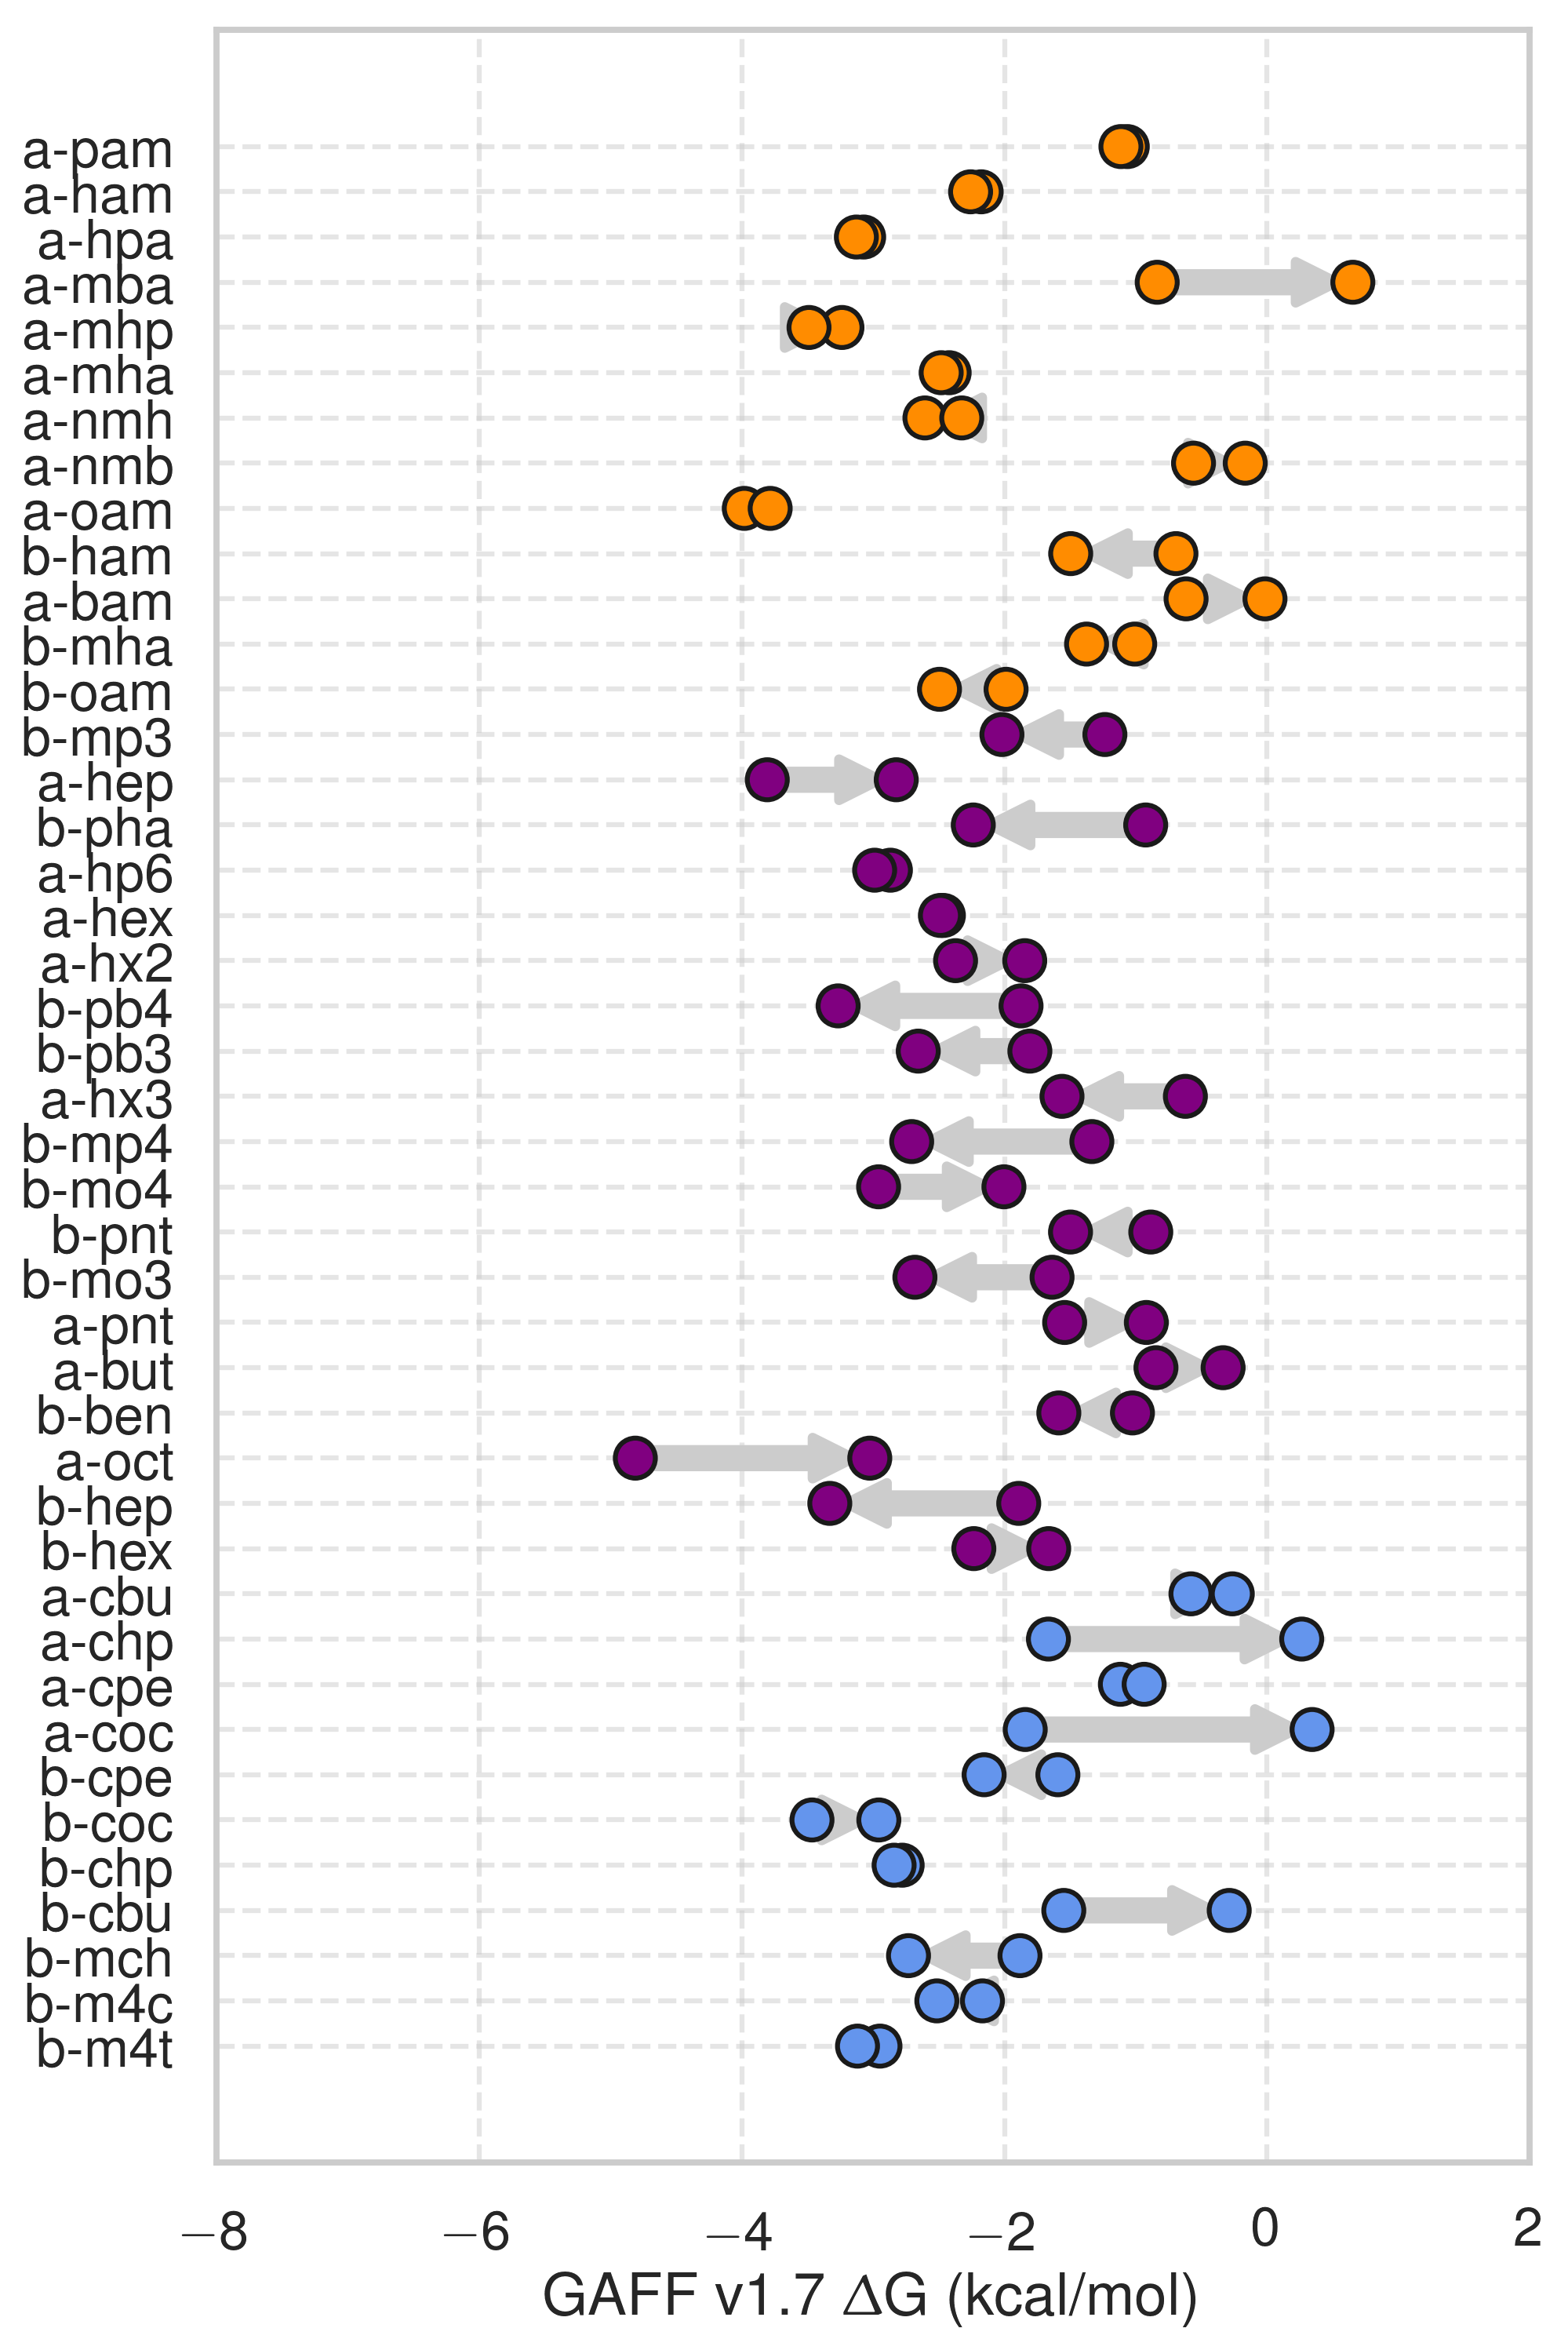 a-pam
a-ham
a-hpa
a-mba
a-mhp
a-mha
a-nmh
a-nmb
a-oam
b-ham
a-bam
b-mha
b-oam
b-mp3
a-hep
b-pha
a-hp6
a-hex
a-hx2
b-pb4
b-pb3
a-hx3
b-mp4
b-mo4
b-pnt
b-mo3
a-pnt
a-but
b-ben
a-oct
b-hep
b-hex
a-cbu
a-chp
a-cpe
a-coc
b-cpe
b-coc
b-chp
b-cbu
b-mch
b-m4c
b-m4t
−8 −6 −4 −2 0 2
GAFF v1.7 ΔG (kcal/mol)